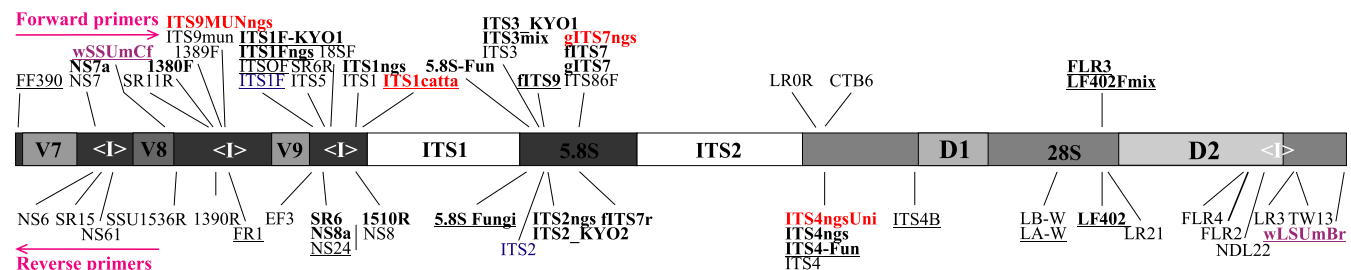 Forward primers
ITS9MUNngs
ITS9mun
wSSUmCf 1389F
NS7a 1380F
FF390 NS7 SR11R
ITS1F-KYO1
ITS1Fngs 18SF
ITSOF SR6R
ITS1F ITS5
ITS1ngs
ITS1 ITS1catta
5.8S-Fun
ITS3_KYO1
ITS3mix
ITS3
fITS9
gITS7ngs
fITS7
gITS7
ITS86F
LR0R CTB6
FLR3
LF402Fmix
V7 <I> V8 <I> V9 <I> ITS1 5.8S ITS2 D1 28S D2 <I>
NS6 SR15 SSU1536R 1390R EF3
NS61 FR1
SR6
NS8a
NS24
1510R
NS8
5.8S Fungi
ITS2ngs fITS7r
ITS2_KYO2
ITS2
ITS4ngsUni
ITS4ngs
ITS4-Fun
ITS4
ITS4B
LB-W
LA-W
LF402
LR21
FLR4
FLR2
NDL22
LR3 TW13
wLSUmBr
Reverse primers